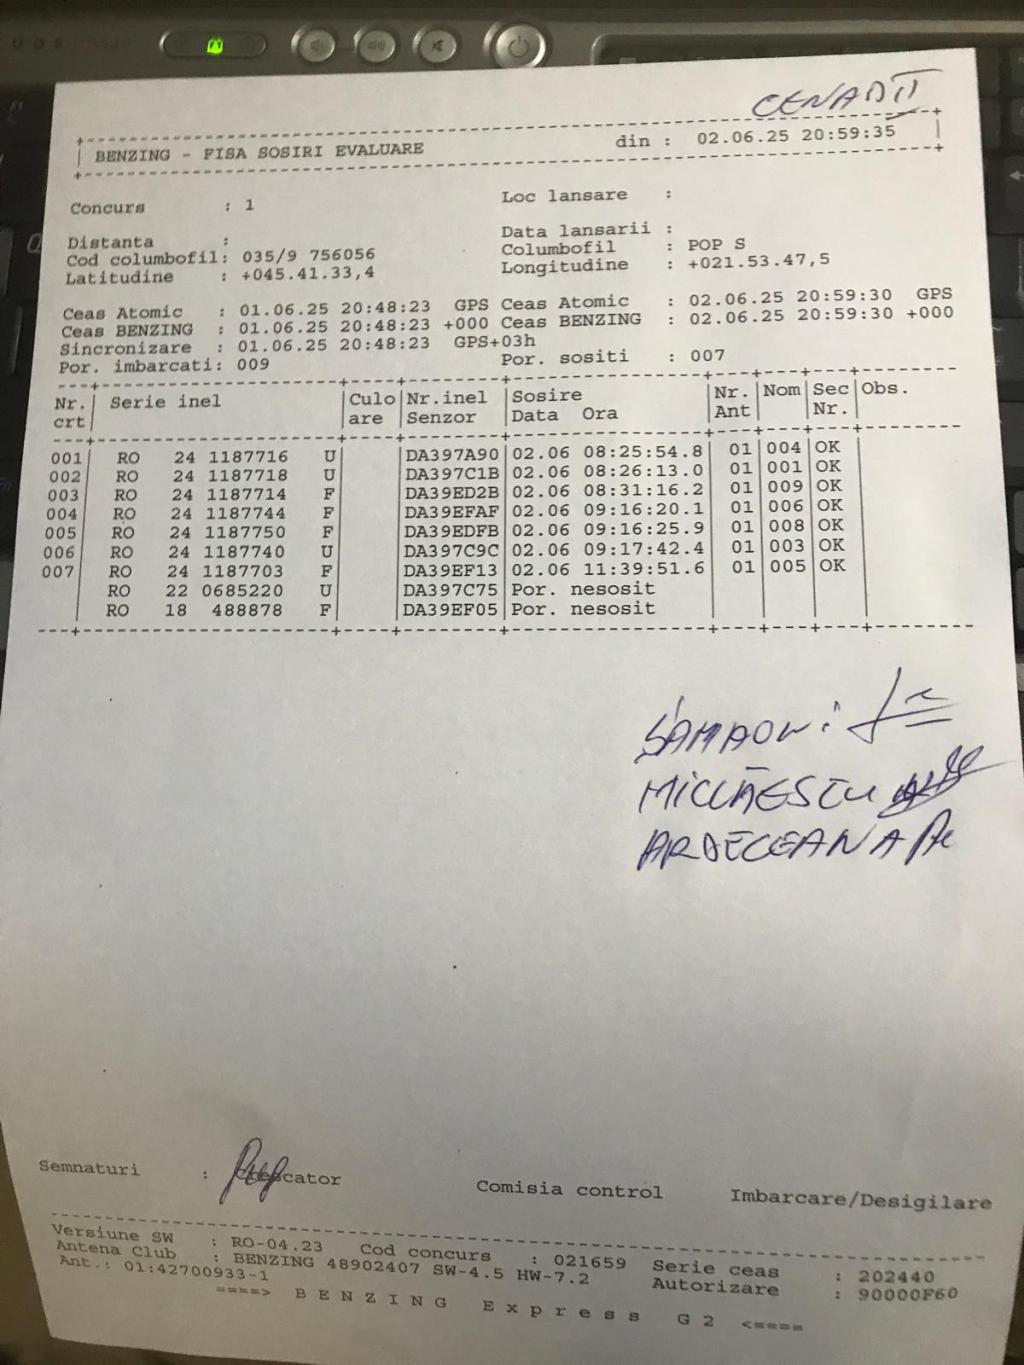 CENAD II
BENZING - FISA SOSIRI EVALUARE din : 02.06.25 20:59:35
Concurs : 1 Loc lansare :
Distanta : Data lansarii :
Cod columbofil: 035/9 756056 Columbofil : POP S
Latitudine : +045.41.33,4 Longitudine : +021.53.47,5
Ceas Atomic : 01.06.25 20:48:23 GPS Ceas Atomic : 02.06.25 20:59:30 GPS
Ceas BENZING : 01.06.25 20:48:23 +000 Ceas BENZING : 02.06.25 20:59:30 +000
Sincronizare : 01.06.25 20:48:23 GPS+03h
Por. imbarcati: 009 Por. sositi : 007
Nr. Serie inel Culo Nr.inel Sosire Nr. Nom Sec Obs.
crt are Senzor Data Ora Ant Nr.
001 RO 24 1187716 U DA397A90 02.06 08:25:54.8 01 004 OK
002 RO 24 1187718 U DA397C1B 02.06 08:26:13.0 01 001 OK
003 RO 24 1187714 F DA39ED2B 02.06 08:31:16.2 01 009 OK
004 RO 24 1187744 F DA39EFAF 02.06 09:16:20.1 01 006 OK
005 RO 24 1187750 F DA39EDFB 02.06 09:16:25.9 01 008 OK
006 RO 24 1187740 U DA397C9C 02.06 09:17:42.4 01 003 OK
007 RO 24 1187703 F DA39EF13 02.06 11:39:51.6 01 005 OK
RO 22 0685220 U DA397C75 Por. nesosit
RO 18 488878 F DA39EF05 Por. nesosit
Semnaturi : Crescator Comisia control Imbarcare/Desigilare
Versiune SW : RO-04.23 Cod concurs : 021659 Serie ceas : 202440
Antena Club : BENZING 48902407 SW-4.5 HW-7.2 Autorizare : 90000F60
Ant.: 01:42700933-1
====> B E N Z I N G E x p r e s s G 2 <====